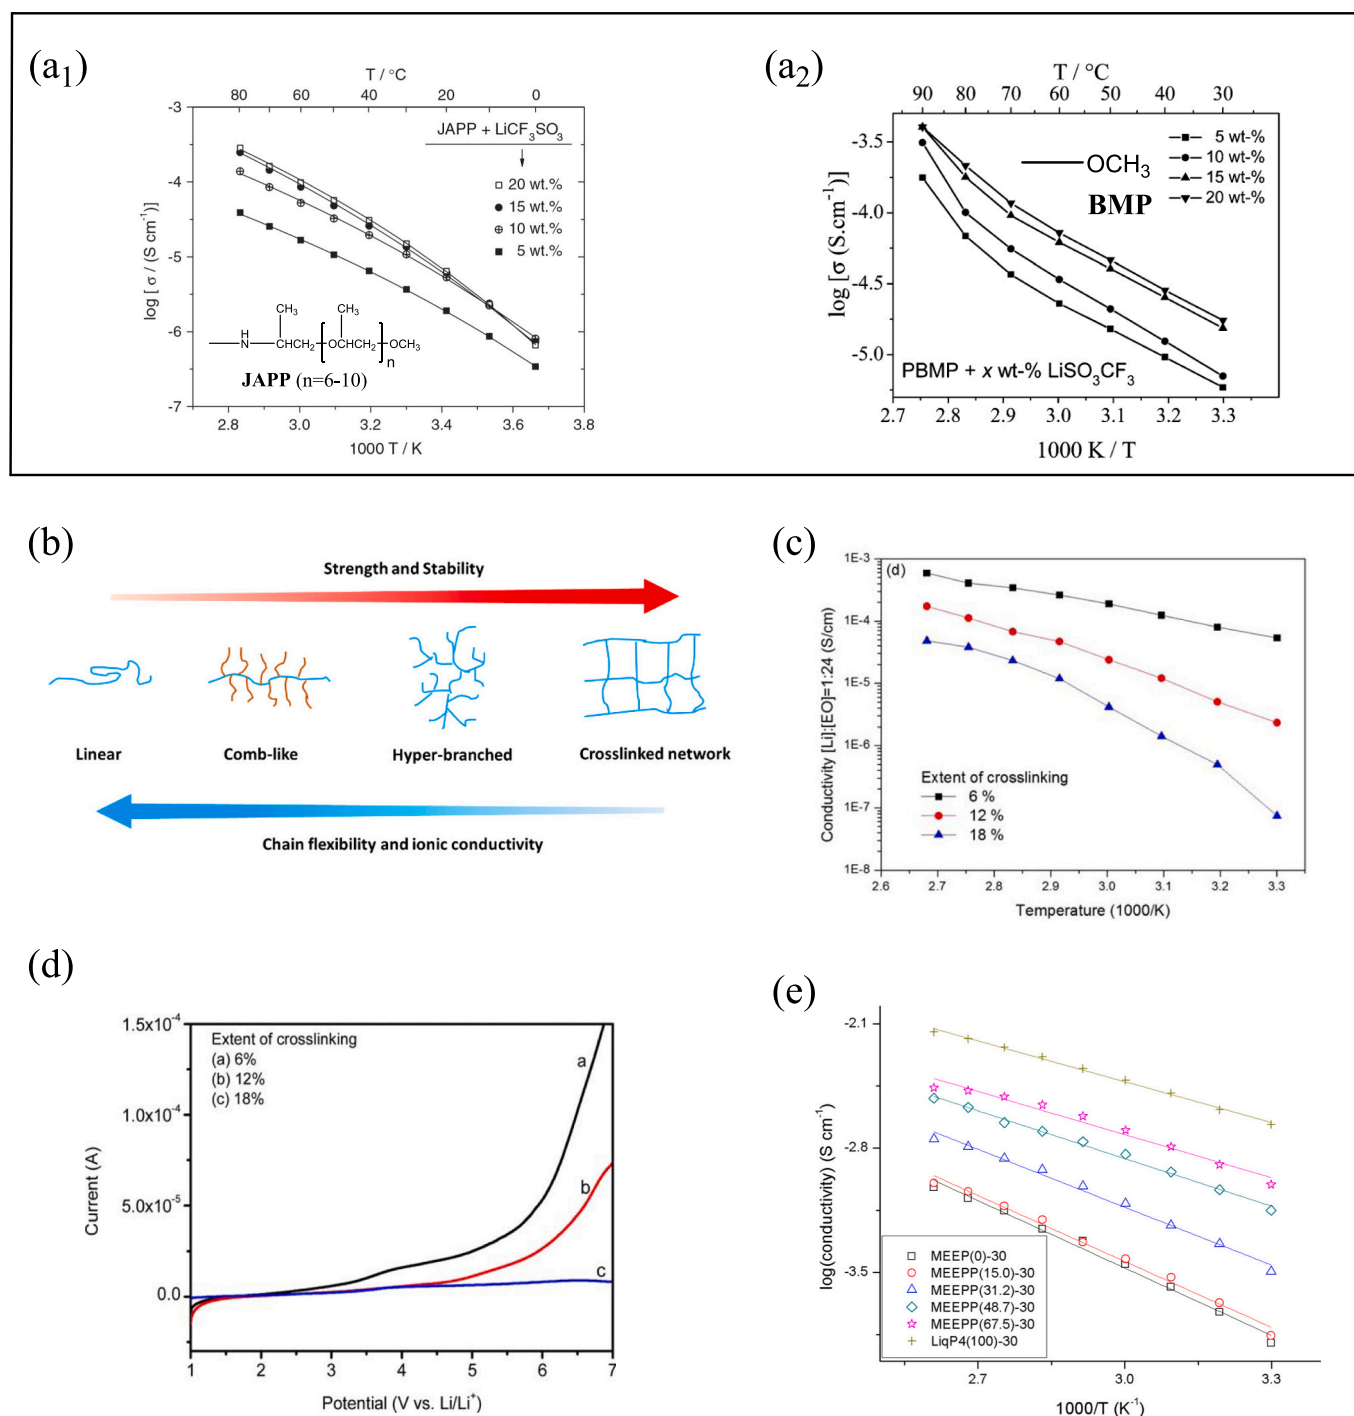 (a1)
T / °C
80 60 40 20 0
-3
-4
-5
-6
-7
log [ σ / (S cm-1)]
JAPP + LiCF3SO3
20 wt.%
15 wt.%
10 wt.%
5 wt.%
CH3 CH3
H
N CHCH2 OCHCH2 OCH3
n
JAPP (n=6-10)
2.8 3.0 3.2 3.4 3.6 3.8
1000 T / K
(a2)
T / °C
90 80 70 60 50 40 30
-3.5
-4.0
-4.5
-5.0
log [σ (S.cm-1)]
5 wt-%
10 wt-%
15 wt-%
20 wt-%
OCH3
BMP
PBMP + x wt-% LiSO3CF3
2.7 2.8 2.9 3.0 3.1 3.2 3.3
1000 K / T
(b)
Strength and Stability
Linear Comb-like Hyper-branched Crosslinked network
Chain flexibility and ionic conductivity
(c)
(d)
1E-3
1E-4
1E-5
1E-6
1E-7
1E-8
Conductivity [Li]:[EO]=1:24 (S/cm)
Extent of crosslinking
6 %
12 %
18 %
2.6 2.7 2.8 2.9 3.0 3.1 3.2 3.3
Temperature (1000/K)
(d)
1.5x10-4
1.0x10-4
5.0x10-5
0.0
Current (A)
Extent of crosslinking
(a) 6%
(b) 12%
(c) 18%
a
b
c
1 2 3 4 5 6 7
Potential (V vs. Li/Li+)
(e)
-2.1
-2.8
-3.5
log(conductivity) (S cm-1)
MEEP(0)-30
MEEPP(15.0)-30
MEEPP(31.2)-30
MEEPP(48.7)-30
MEEPP(67.5)-30
LiqP4(100)-30
2.7 3.0 3.3
1000/T (K-1)